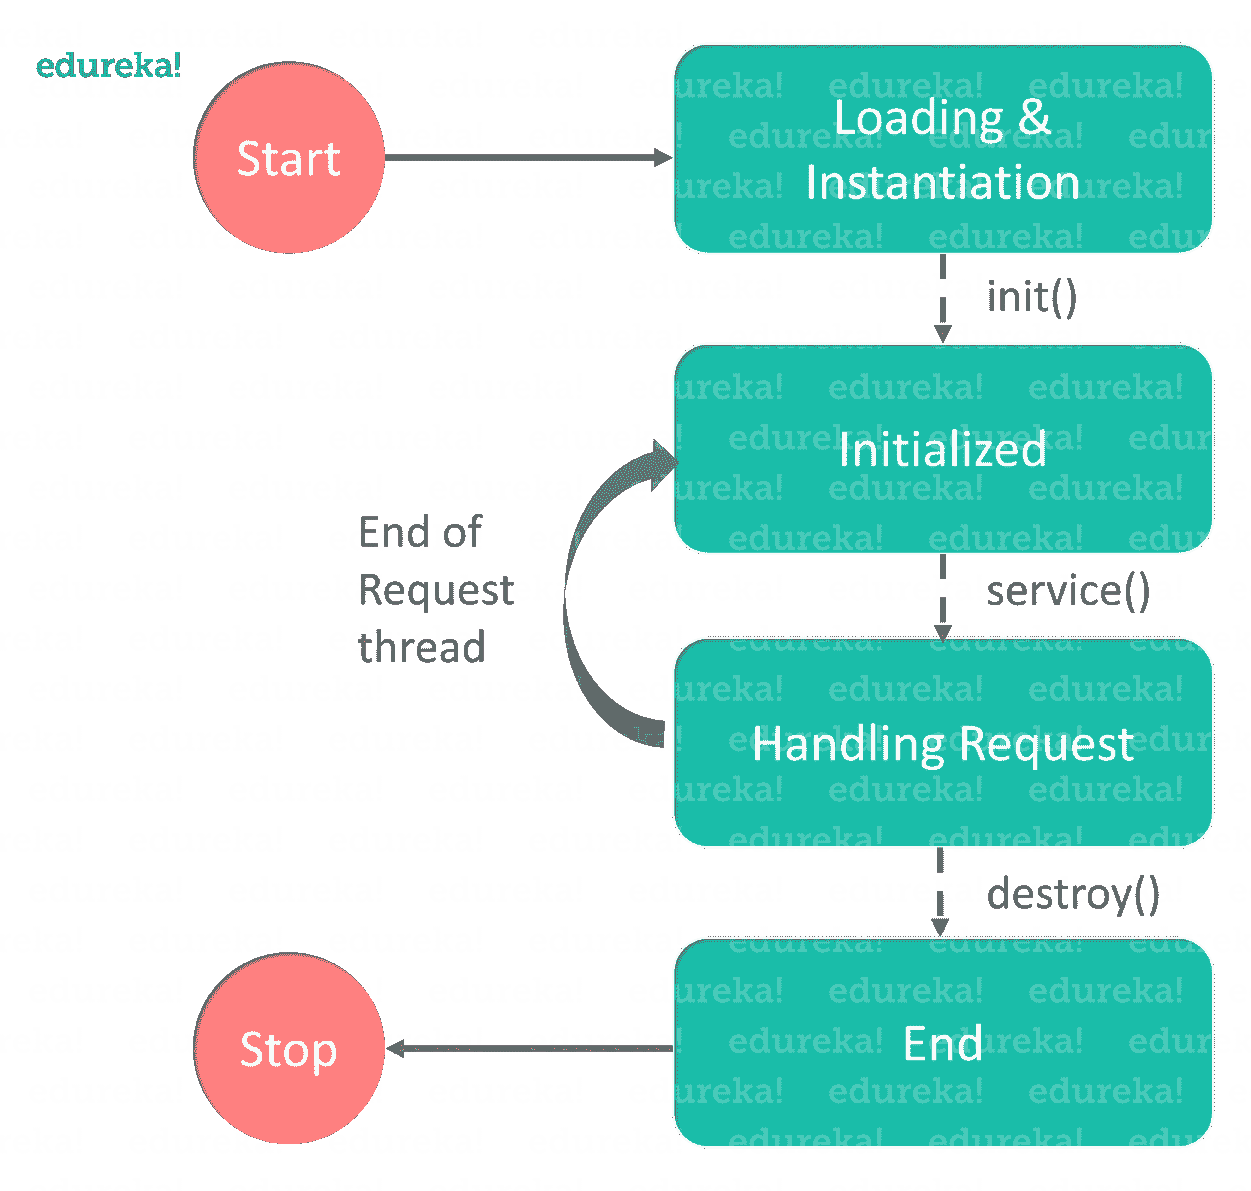 edureka!
Start
Loading &
Instantiation
init()
Initialized
End of
Request
thread
service()
Handling Request
destroy()
End
Stop